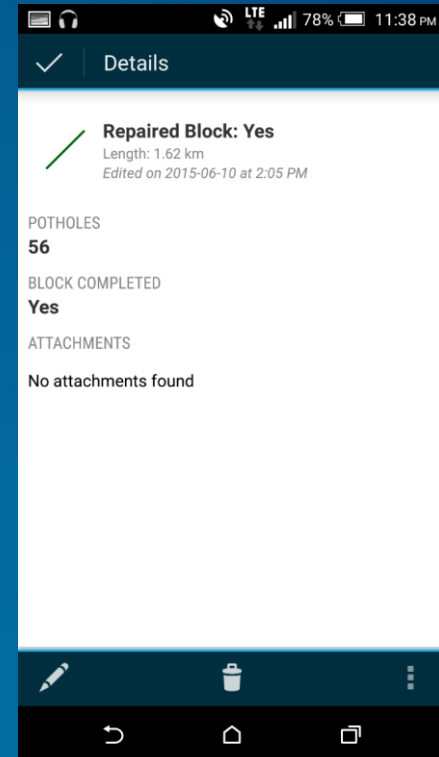 LTE 78% 11:38 PM
Details
Repaired Block: Yes
Length: 1.62 km
Edited on 2015-06-10 at 2:05 PM
POTHOLES
56
BLOCK COMPLETED
Yes
ATTACHMENTS
No attachments found